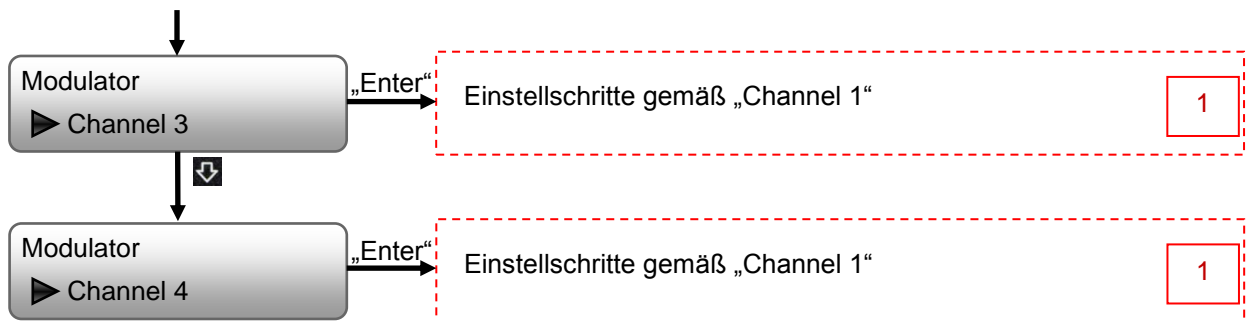 Modulator
Channel 3
„Enter“
Einstellschritte gemäß „Channel 1“
1
Modulator
Channel 4
„Enter“
Einstellschritte gemäß „Channel 1“
1